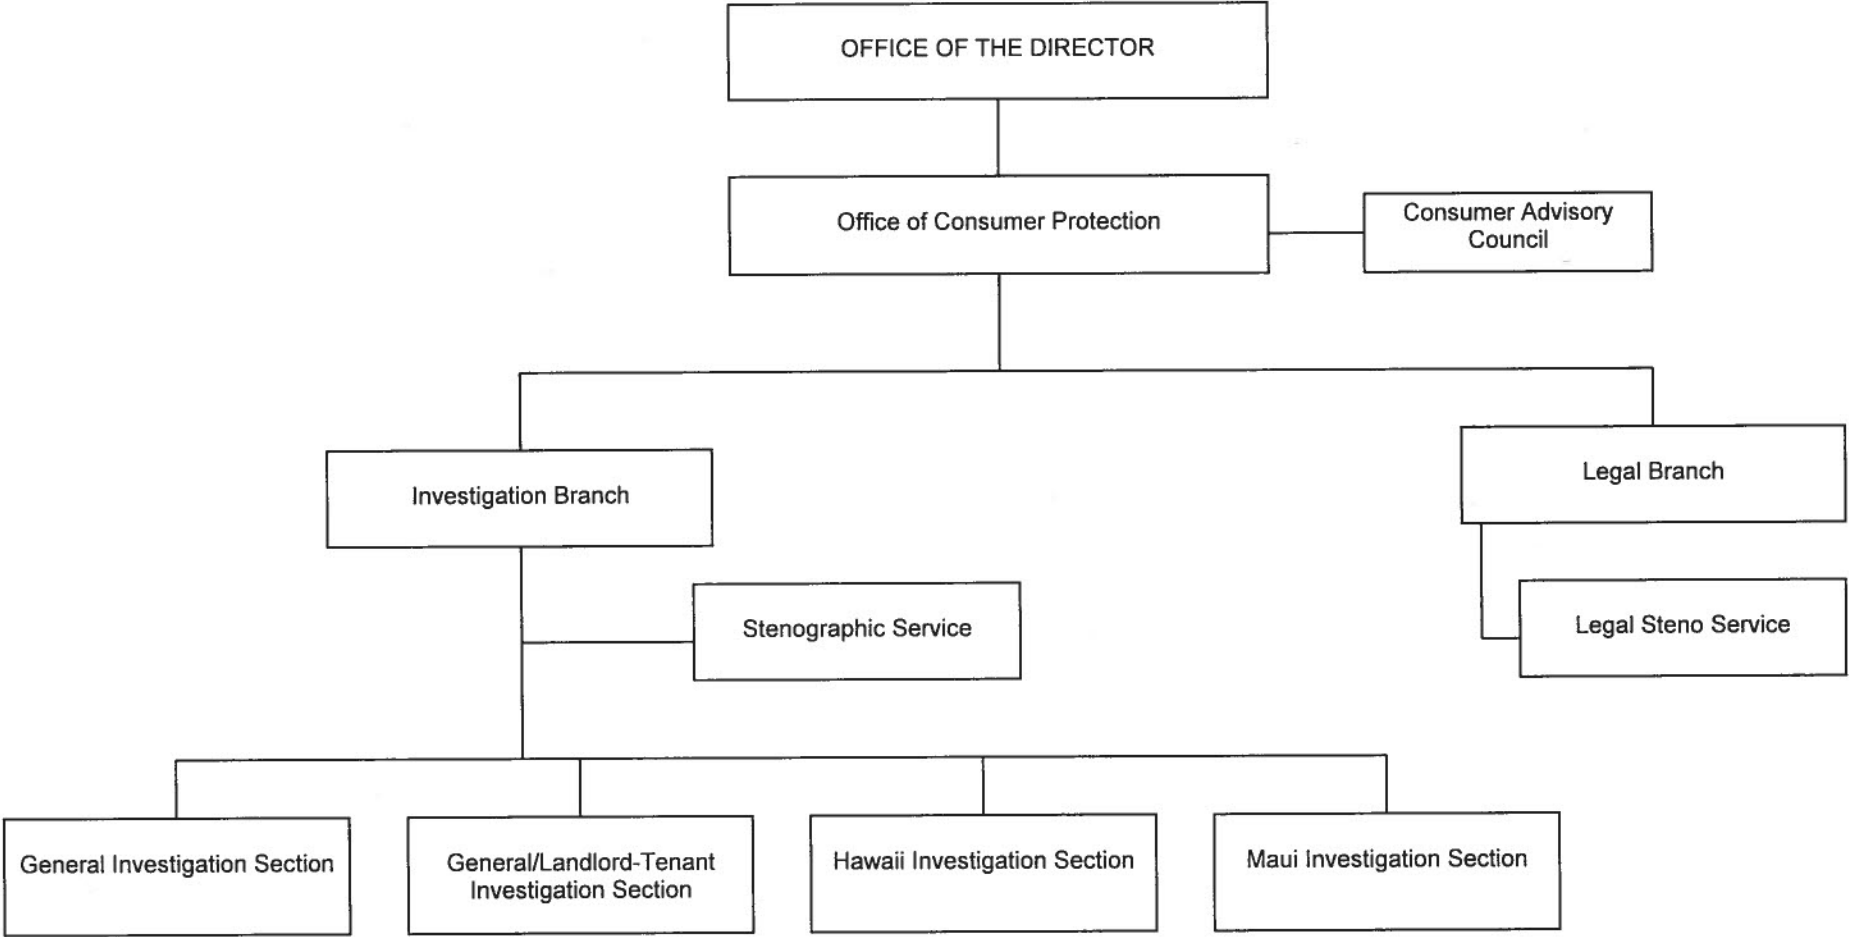 OFFICE OF THE DIRECTOR
Office of Consumer Protection
Consumer Advisory
Council
Investigation Branch
Legal Branch
Stenographic Service
Legal Steno Service
General Investigation Section
General/Landlord-Tenant
Investigation Section
Hawaii Investigation Section
Maui Investigation Section